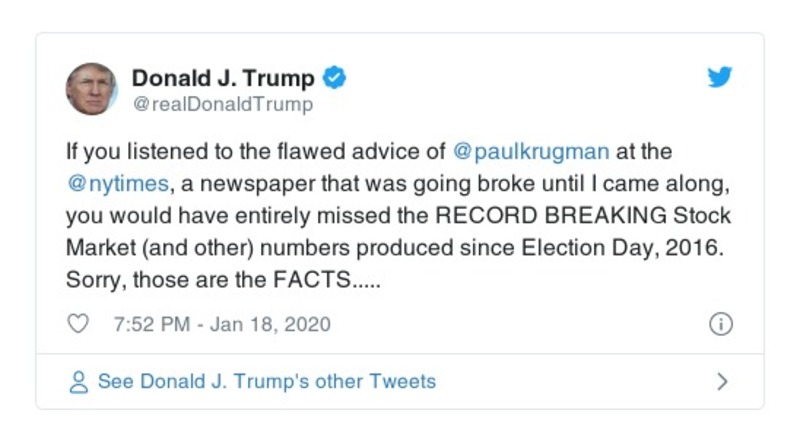 Donald J. Trump
@realDonaldTrump
If you listened to the flawed advice of @paulkrugman at the
@nytimes, a newspaper that was going broke until I came along,
you would have entirely missed the RECORD BREAKING Stock
Market (and other) numbers produced since Election Day, 2016.
Sorry, those are the FACTS.....
7:52 PM - Jan 18, 2020
See Donald J. Trump's other Tweets